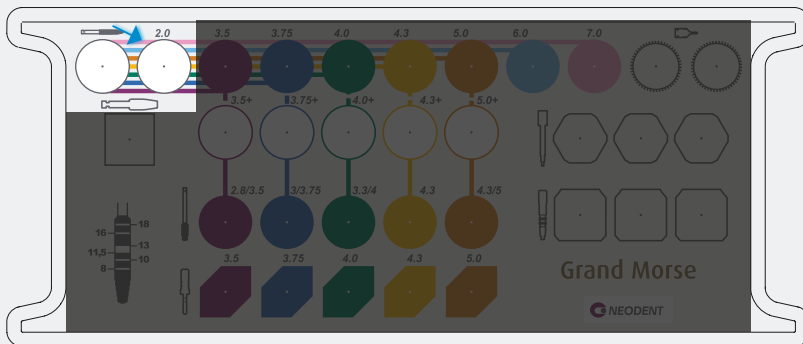 2.0 3.5 3.75 4.0 4.3 5.0 6.0 7.0
3.5+ 3.75+ 4.0+ 4.3+ 5.0+
2.8/3.5 3/3.75 3.3/4 4.3 4.3/5
18
16
13
11,5
10
8
3.5 3.75 4.0 4.3 5.0
Grand Morse
NEODENT